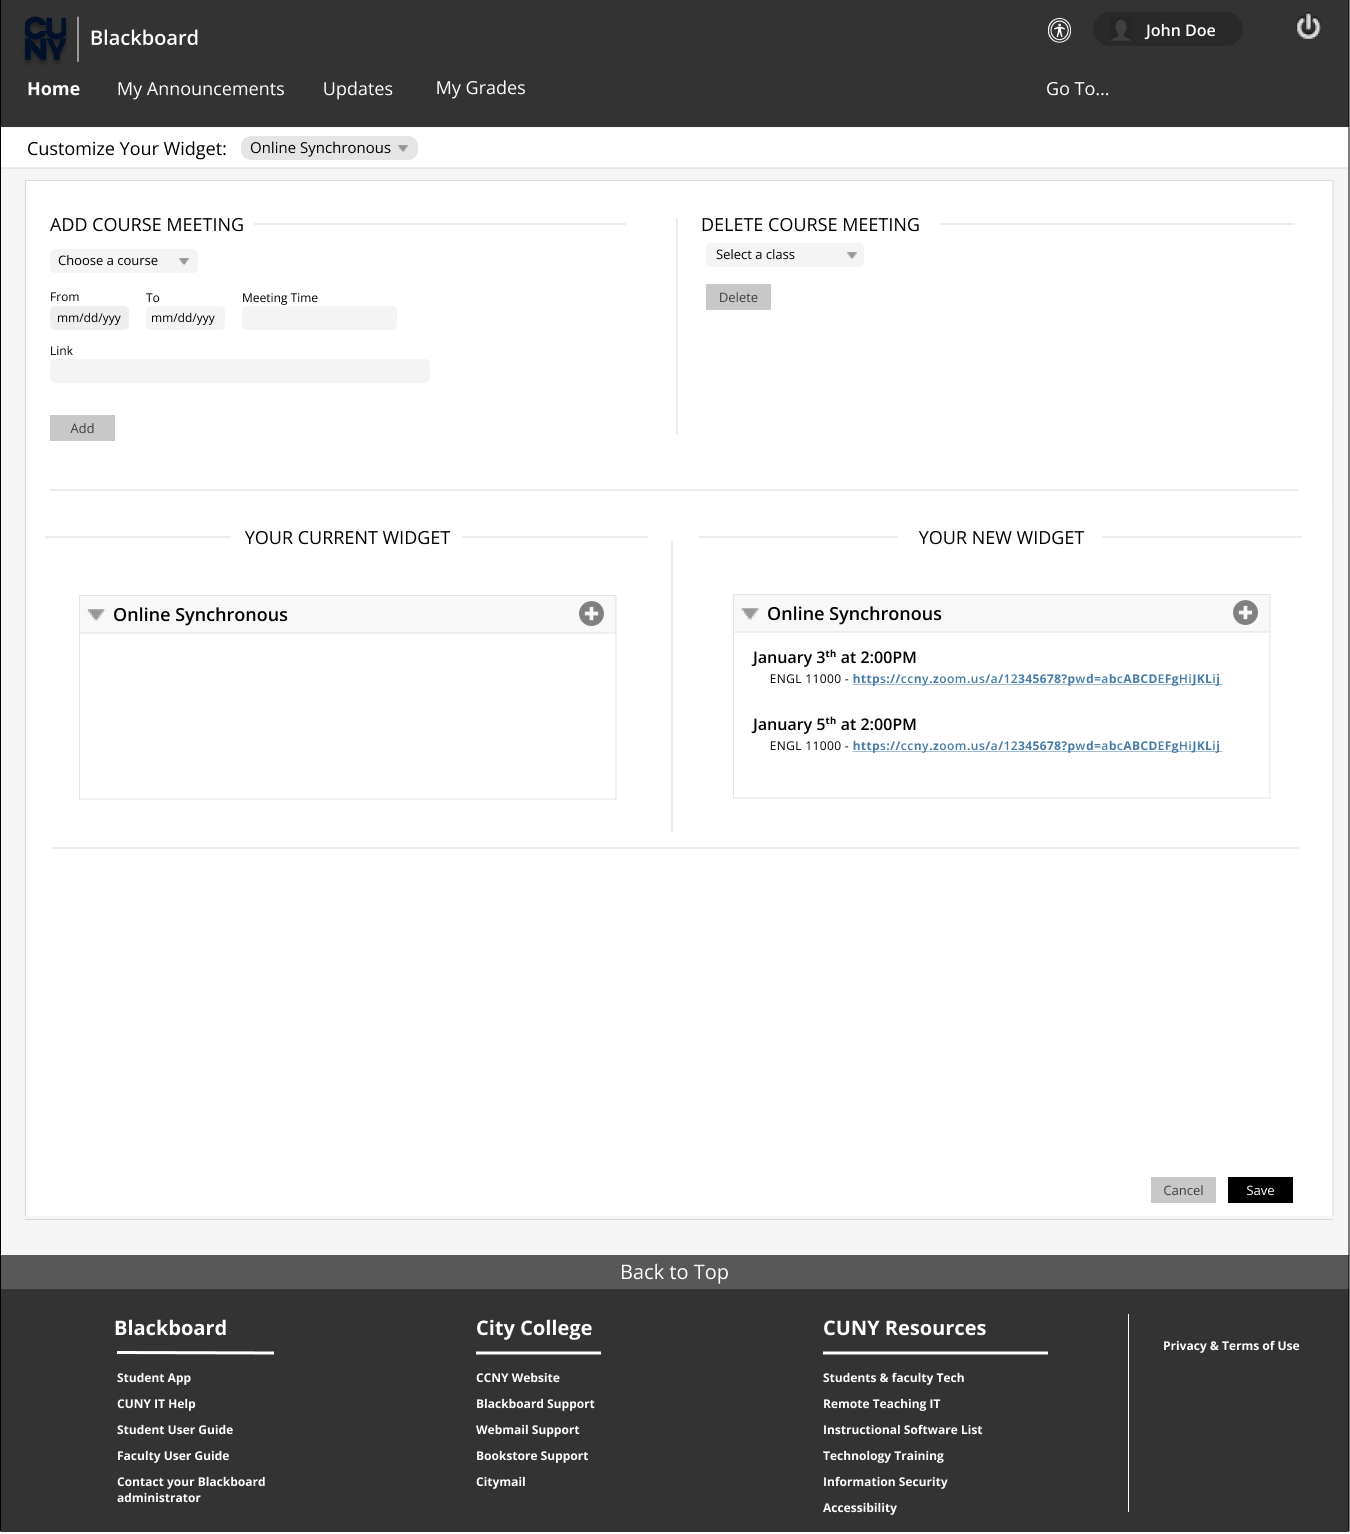 CUNY
Blackboard
John Doe
Home
My Announcements
Updates
My Grades
Go To...
Customize Your Widget:
Online Synchronous
ADD COURSE MEETING
Choose a course
From
To
Meeting Time
mm/dd/yyy
mm/dd/yyy
Link
Add
DELETE COURSE MEETING
Select a class
Delete
YOUR CURRENT WIDGET
Online Synchronous
YOUR NEW WIDGET
Online Synchronous
January 3th at 2:00PM
ENGL 11000 - https://ccny.zoom.us/a/12345678?pwd=abcABCDEFgHiJKLij
January 5th at 2:00PM
ENGL 11000 - https://ccny.zoom.us/a/12345678?pwd=abcABCDEFgHiJKLij
Cancel
Save
Back to Top
Blackboard
Student App
CUNY IT Help
Student User Guide
Faculty User Guide
Contact your Blackboard
administrator
City College
CCNY Website
Blackboard Support
Webmail Support
Bookstore Support
Citymail
CUNY Resources
Students & faculty Tech
Remote Teaching IT
Instructional Software List
Technology Training
Information Security
Accessibility
Privacy & Terms of Use